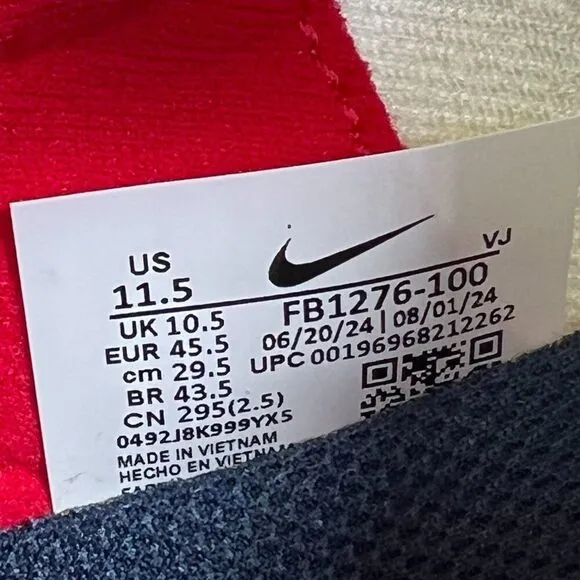 US
11.5
VJ
FB1276-100
UK 10.5
06/20/24 | 08/01/24
EUR 45.5
UPC 00196968212262
cm 29.5
BR 43.5
CN 295(2.5)
0492J8K999YX5
MADE IN VIETNAM
HECHO EN VIETNAM